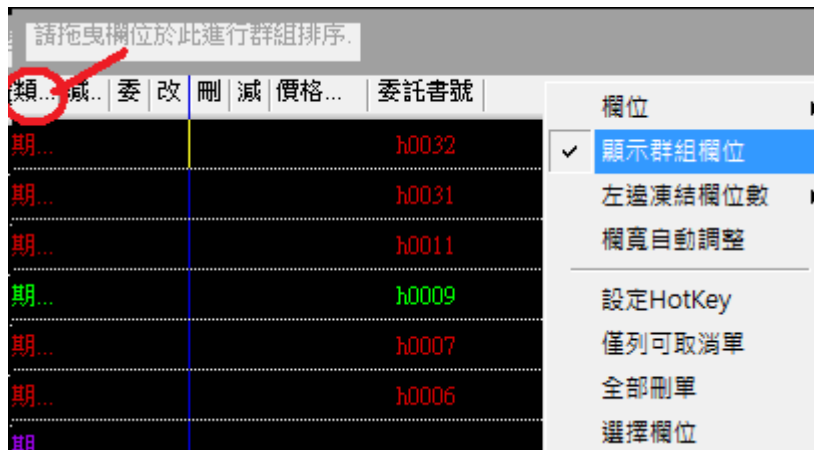 請拖曳欄位於此進行群組排序.
類... 減.. 委 改 刪 減 價格... 委託書號
期... h0032
期... h0031
期... h0011
期... h0009
期... h0007
期... h0006
期
欄位
顯示群組欄位
左邊凍結欄位數
欄寬自動調整
設定HotKey
僅列可取消單
全部刪單
選擇欄位